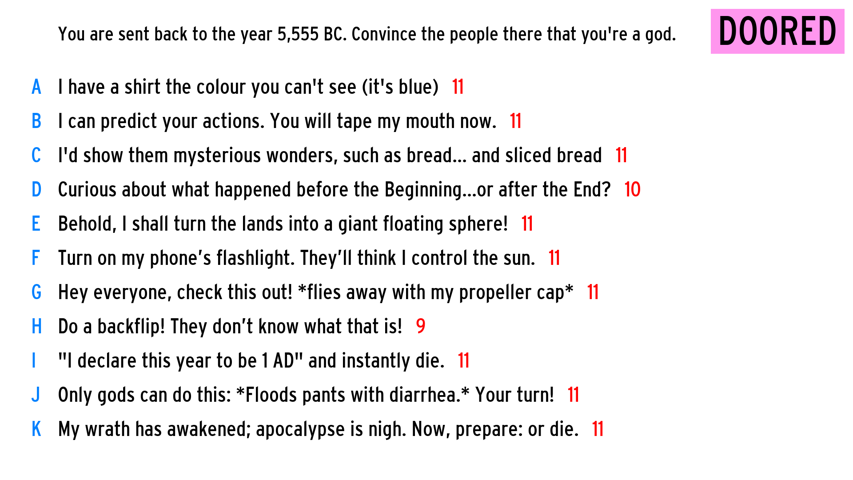 You are sent back to the year 5,555 BC. Convince the people there that you're a god.
DOORED
A I have a shirt the colour you can't see (it's blue) 11
B I can predict your actions. You will tape my mouth now. 11
C I'd show them mysterious wonders, such as bread... and sliced bread 11
D Curious about what happened before the Beginning...or after the End? 10
E Behold, I shall turn the lands into a giant floating sphere! 11
F Turn on my phone’s flashlight. They’ll think I control the sun. 11
G Hey everyone, check this out! *flies away with my propeller cap* 11
H Do a backflip! They don’t know what that is! 9
I "I declare this year to be 1 AD" and instantly die. 11
J Only gods can do this: *Floods pants with diarrhea.* Your turn! 11
K My wrath has awakened; apocalypse is nigh. Now, prepare: or die. 11